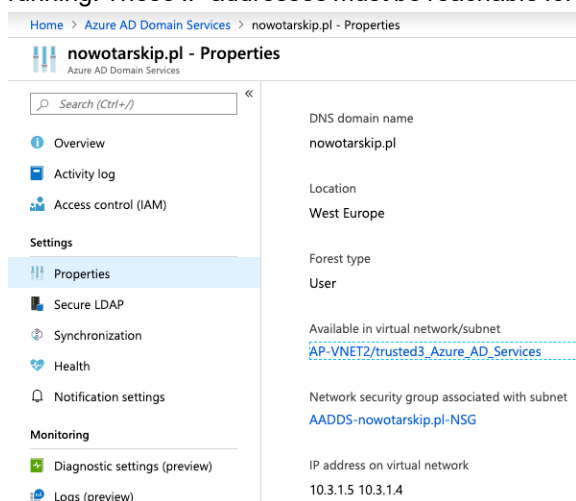 Home > Azure AD Domain Services > nowotarskip.pl - Properties
nowotarskip.pl - Properties
Azure AD Domain Services
Search (Ctrl+/)
«
Overview
Activity log
Access control (IAM)
Settings
Properties
Secure LDAP
Synchronization
Health
Notification settings
Monitoring
Diagnostic settings (preview)
Logs (preview)
DNS domain name
nowotarskip.pl
Location
West Europe
Forest type
User
Available in virtual network/subnet
AP-VNET2/trusted3_Azure_AD_Services
Network security group associated with subnet
AADDS-nowotarskip.pl-NSG
IP address on virtual network
10.3.1.5 10.3.1.4